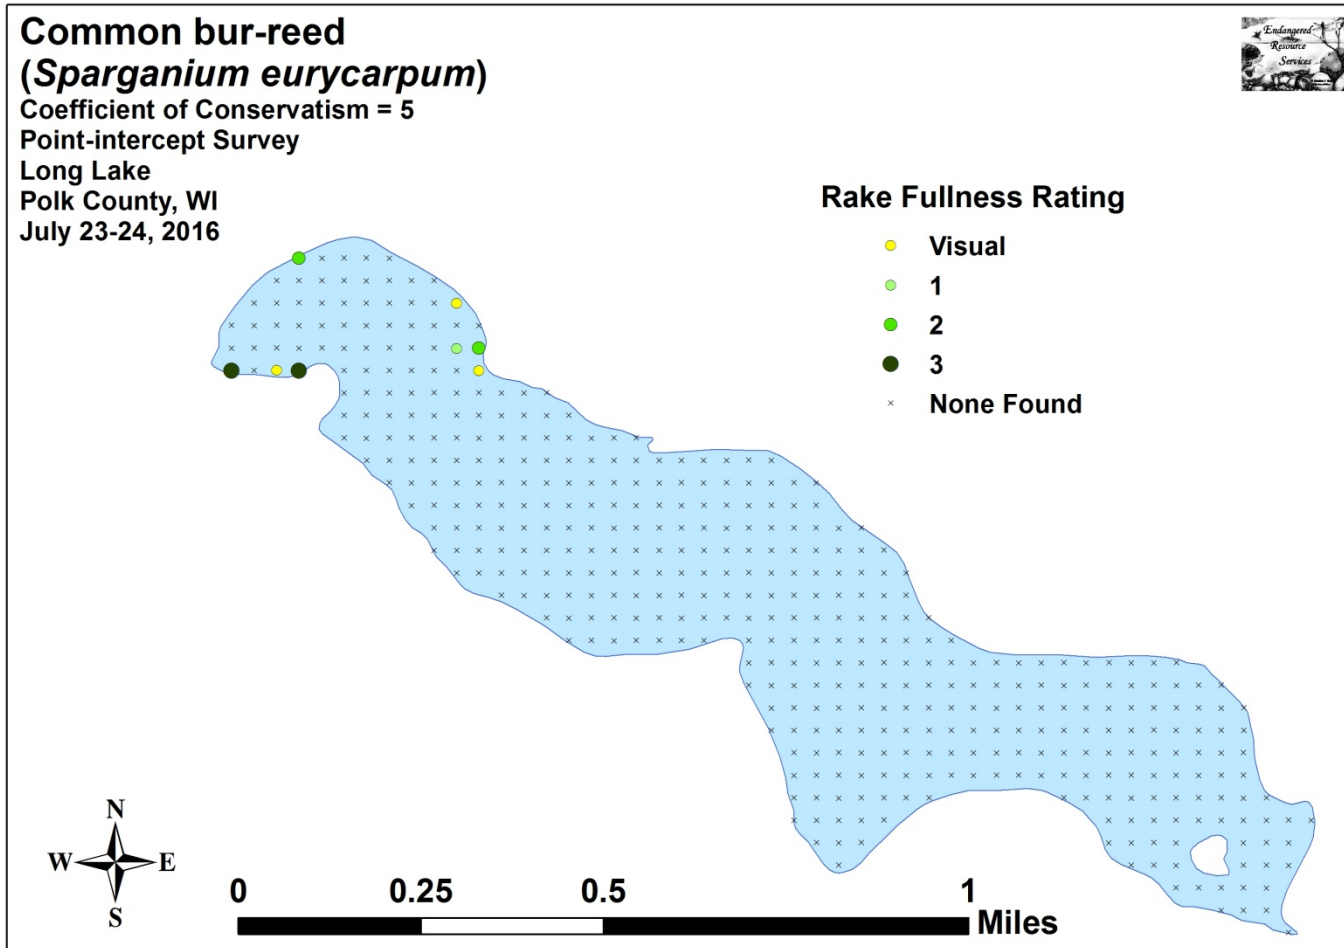 Common bur-reed
(Sparganium eurycarpum)
Coefficient of Conservatism = 5
Point-intercept Survey
Long Lake
Polk County, WI
July 23-24, 2016
Endangered
Resource
Services
Rake Fullness Rating
Visual
1
2
3
None Found
N
W E
S
0 0.25 0.5 1
Miles